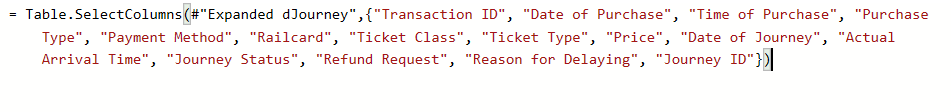 = Table.SelectColumns(#"Expanded dJourney",{"Transaction ID", "Date of Purchase", "Time of Purchase", "Purchase
Type", "Payment Method", "Railcard", "Ticket Class", "Ticket Type", "Price", "Date of Journey", "Actual
Arrival Time", "Journey Status", "Refund Request", "Reason for Delaying", "Journey ID"})